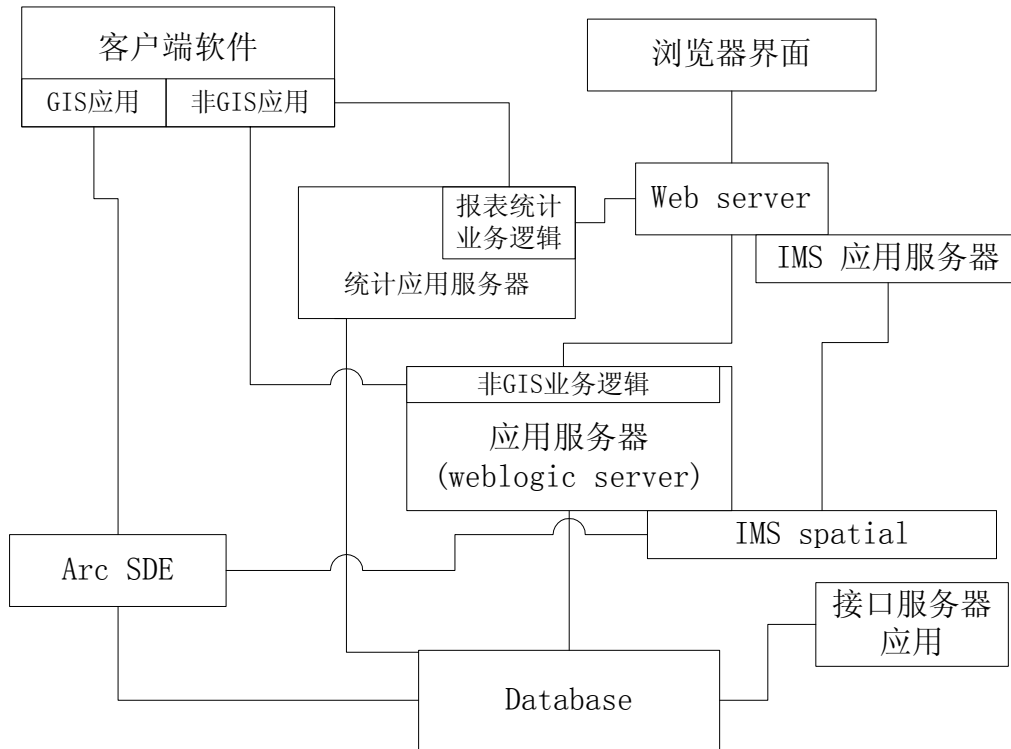 客户端软件
GIS应用
非GIS应用
浏览器界面
报表统计
业务逻辑
统计应用服务器
Web server
IMS 应用服务器
非GIS业务逻辑
应用服务器
(weblogic server)
IMS spatial
Arc SDE
接口服务器
应用
Database